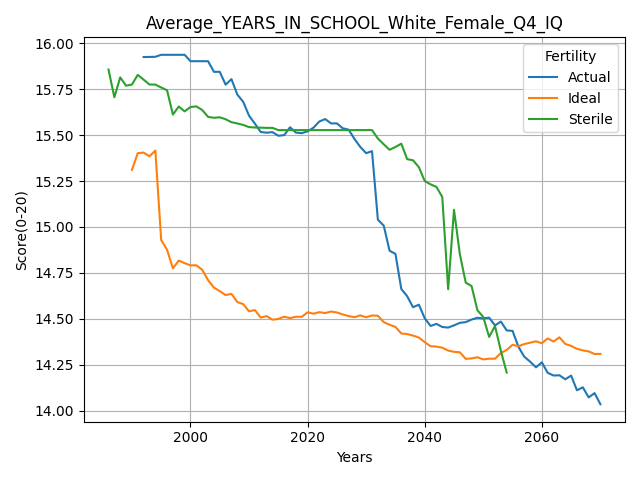 Average_YEARS_IN_SCHOOL_White_Female_Q4_IQ
Score(0-20)
16.00
15.75
15.50
15.25
15.00
14.75
14.50
14.25
14.00
Fertility
Actual
Ideal
Sterile
2000 2020 2040 2060
Years